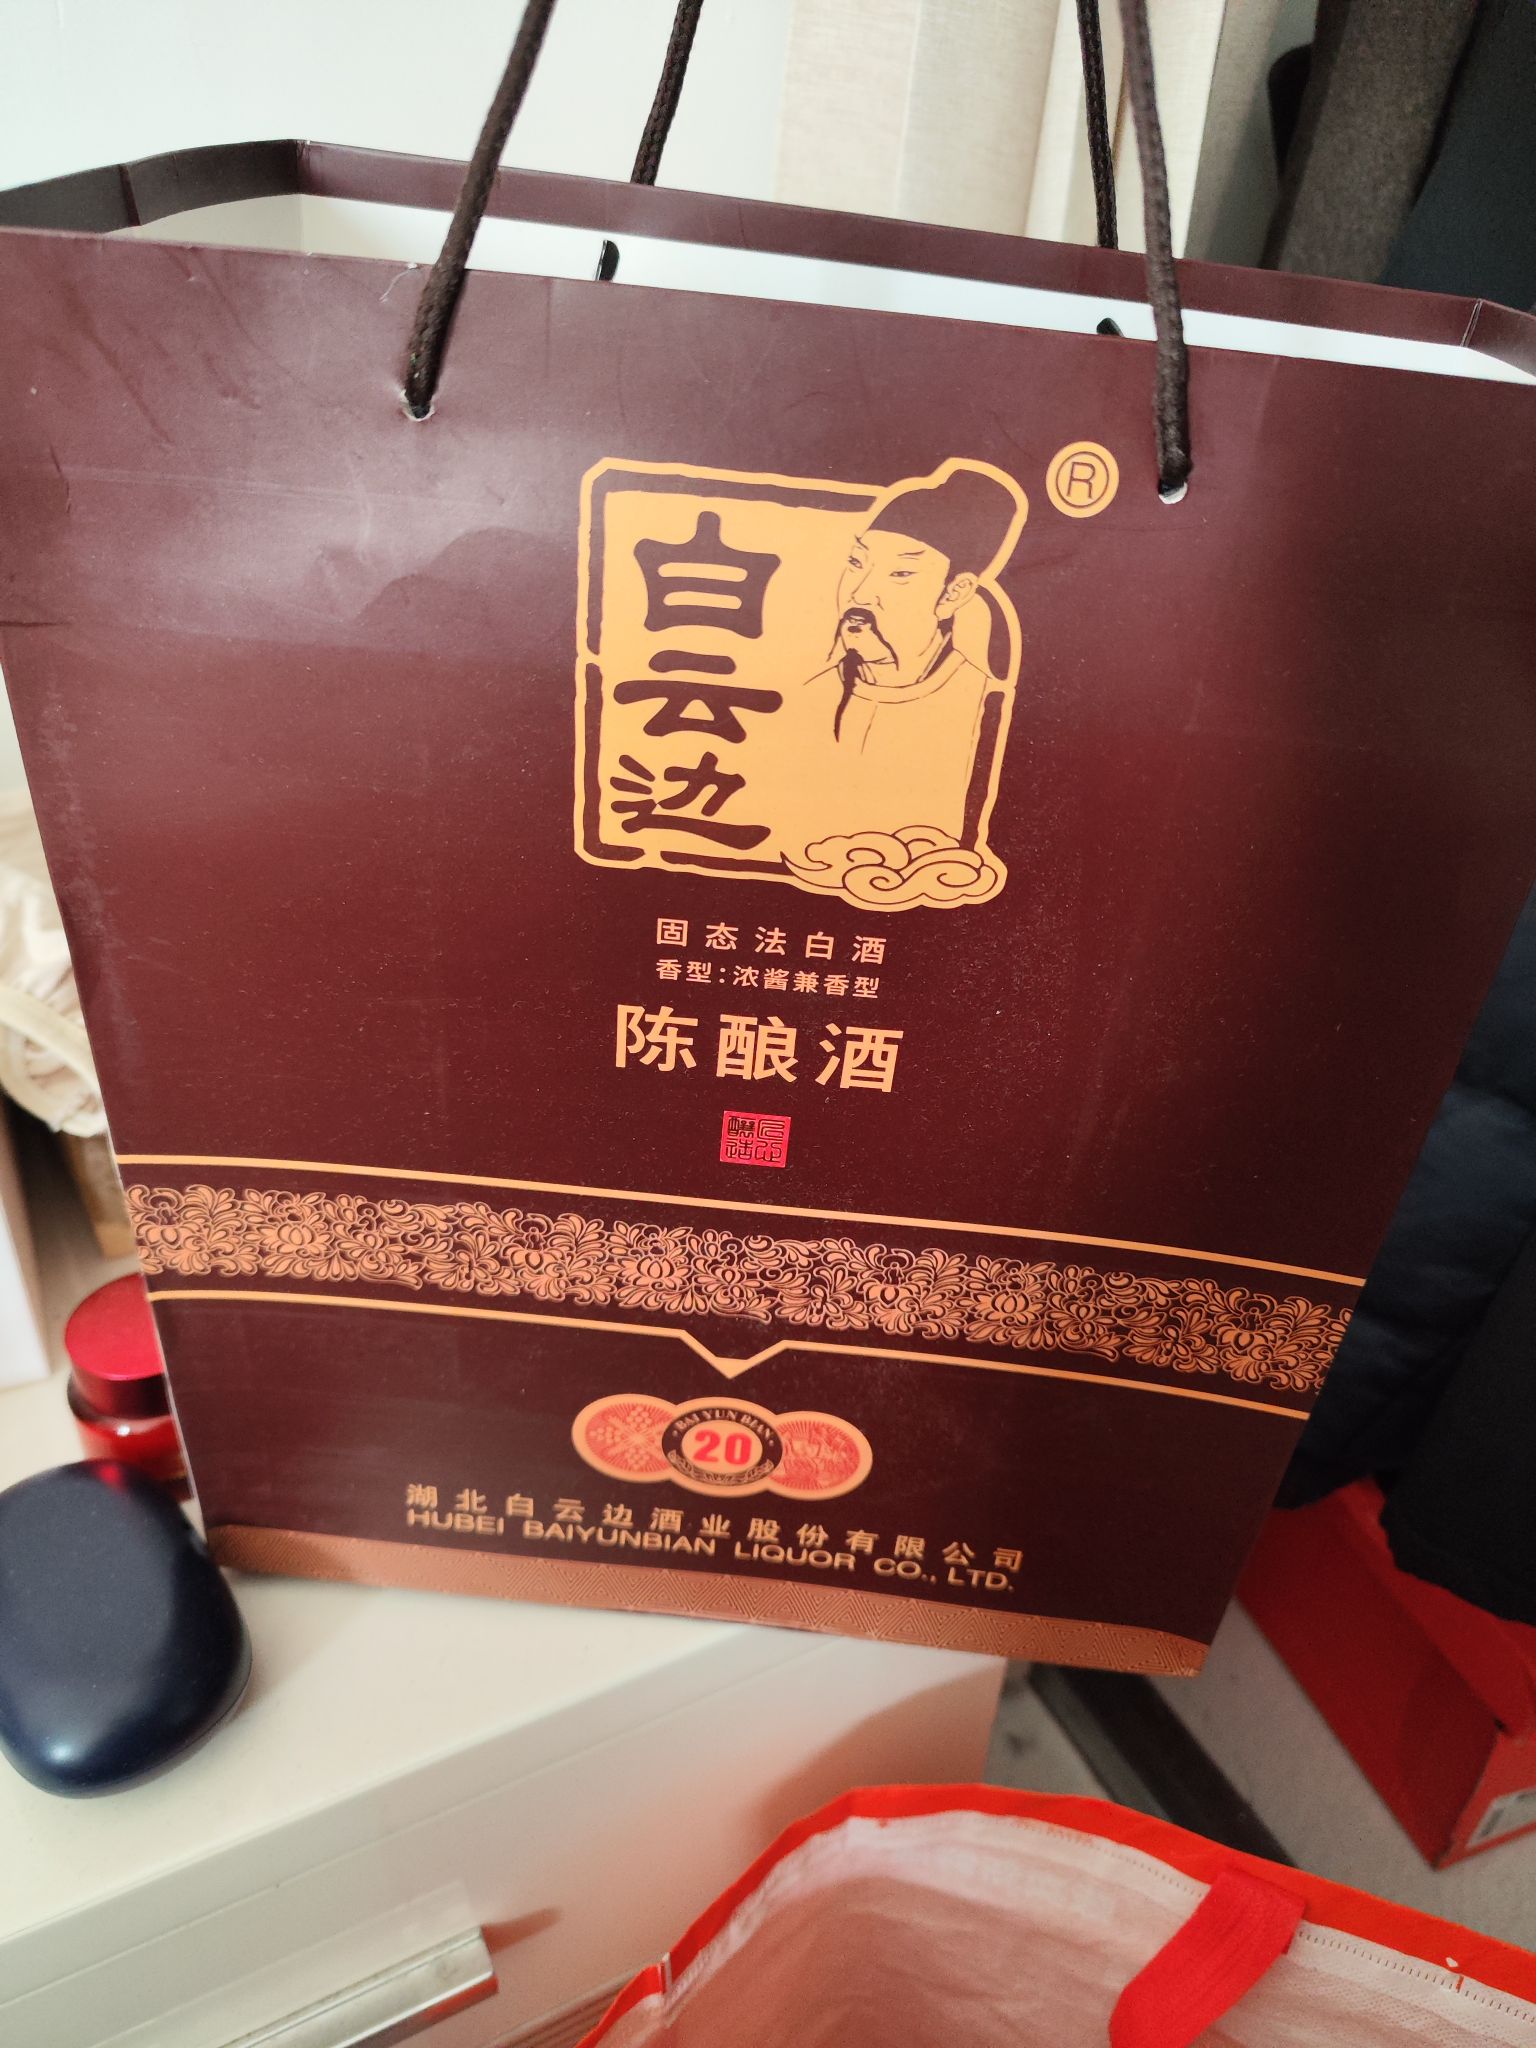 白云边
®
固态法白酒
香型:浓酱兼香型
陈酿酒
BAI YUN BIAN
20
湖北白云边酒业股份有限公司
HUBEI BAIYUNBIAN LIQUOR CO., LTD.